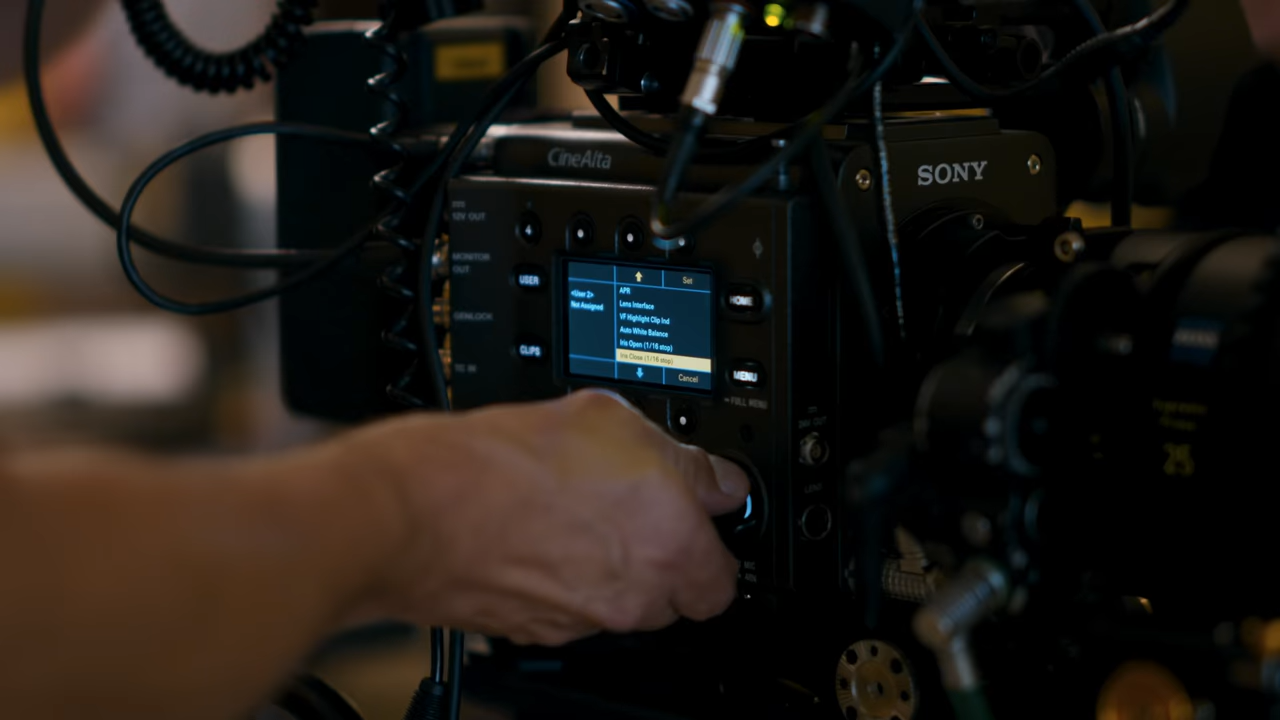 CineAlta
SONY
12V OUT
MONITOR
OUT
GENLOCK
TC IN
4
USER
CLIPS
HOME
MENU
FULL MENU
Set
<User 2>
Not Assigned
APR
Lens Interface
VF Highlight Clip Ind
Auto White Balance
Iris Open (1/16 stop)
Iris Close (1/16 stop)
Cancel
LENS
25